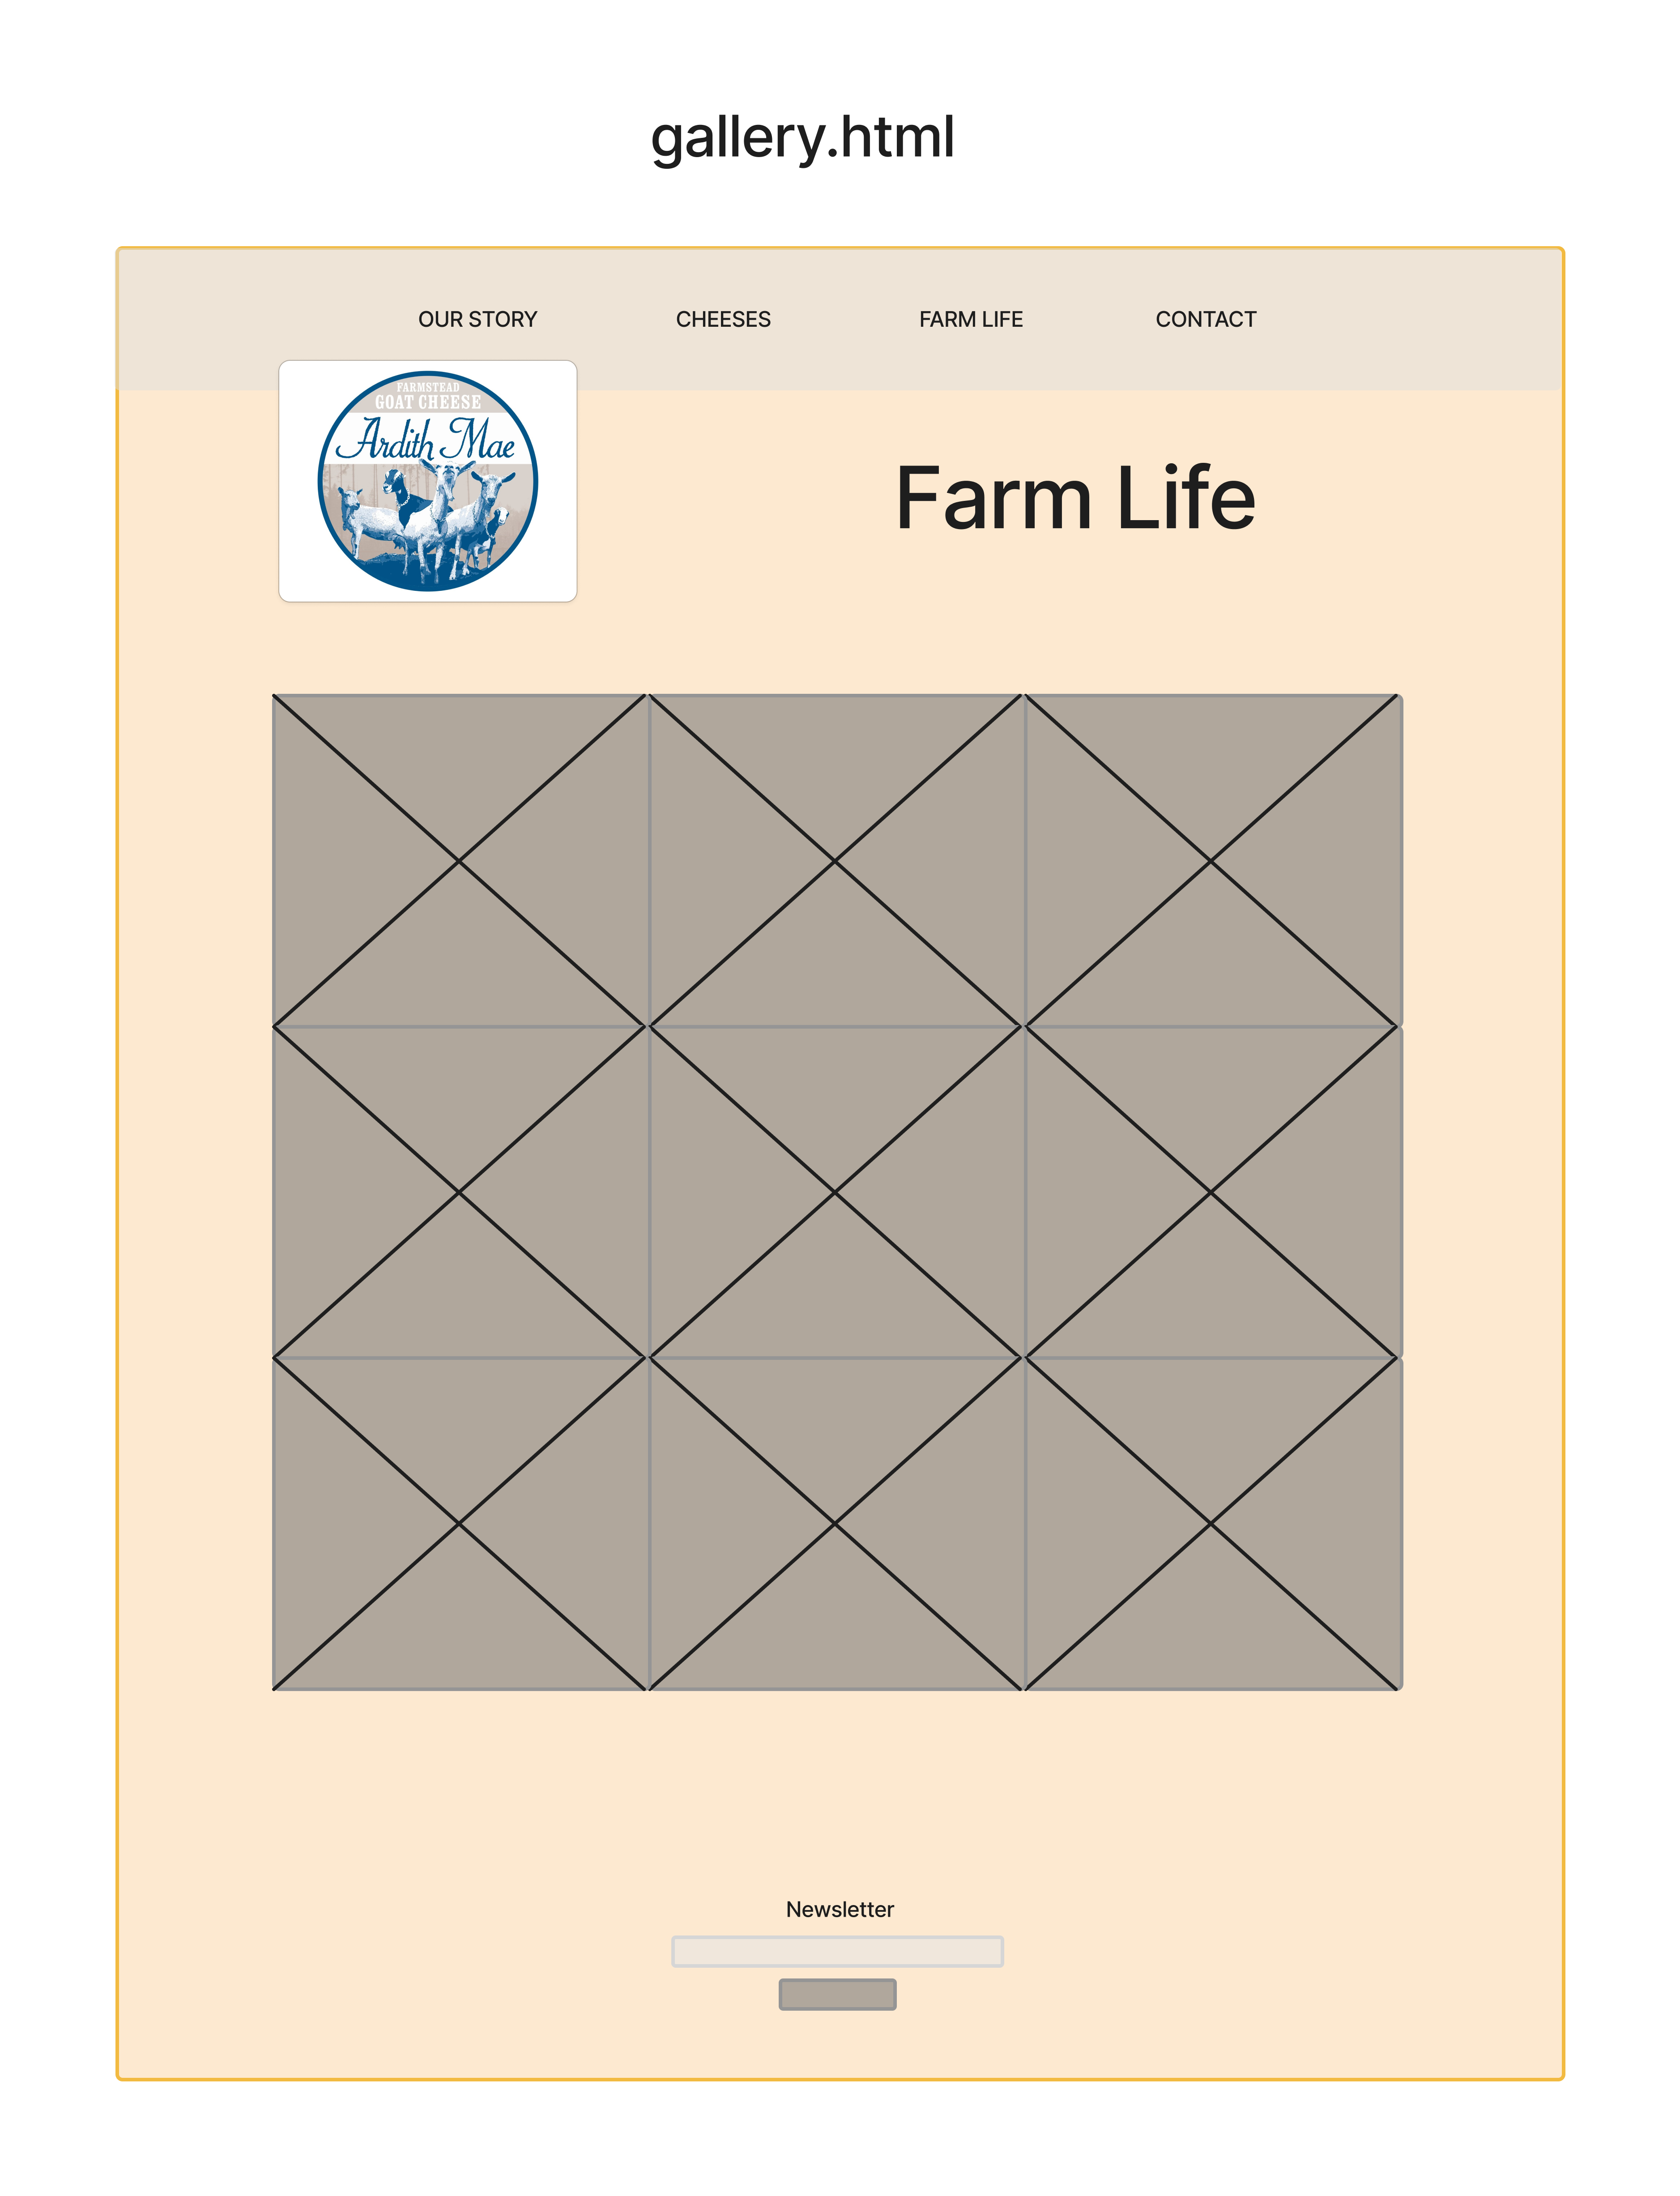 gallery.html
OUR STORY CHEESES FARM LIFE CONTACT
FARMSTEAD
GOAT CHEESE
Ardith Mae
Farm Life
Newsletter